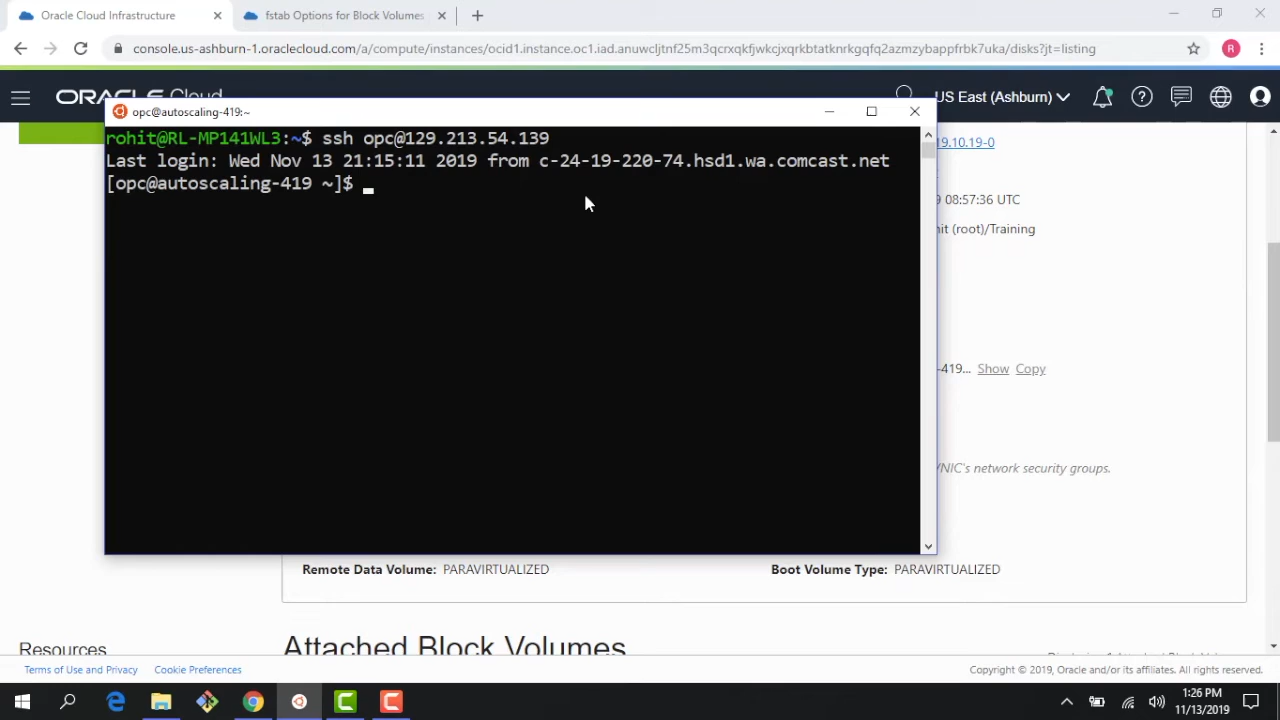 Oracle Cloud Infrastructure
fstab Options for Block Volumes
console.us-ashburn-1.oraclecloud.com/a/compute/instances/ocid1.instance.oc1.iad.anuwcljtnf25m3qcrxqkfjwkcjxqrkbtatknrkgqfq2azmzybappfrbk7uka/disks?jt=listing
R
ORACLE Cloud
US East (Ashburn)
opc@autoscaling-419:~
rohit@RL-MP141WL3:~$ ssh opc@129.213.54.139
Last login: Wed Nov 13 21:15:11 2019 from c-24-19-220-74.hsd1.wa.comcast.net
[opc@autoscaling-419 ~]$
9.10.19-0
08:57:36 UTC
(root)/Training
-419... Show Copy
network security groups.
Remote Data Volume: PARAVIRTUALIZED
Boot Volume Type: PARAVIRTUALIZED
Resources
Attached Block Volumes
Terms of Use and Privacy
Cookie Preferences
Copyright © 2019, Oracle and/or its affiliates. All rights reserved.
1:26 PM
11/13/2019